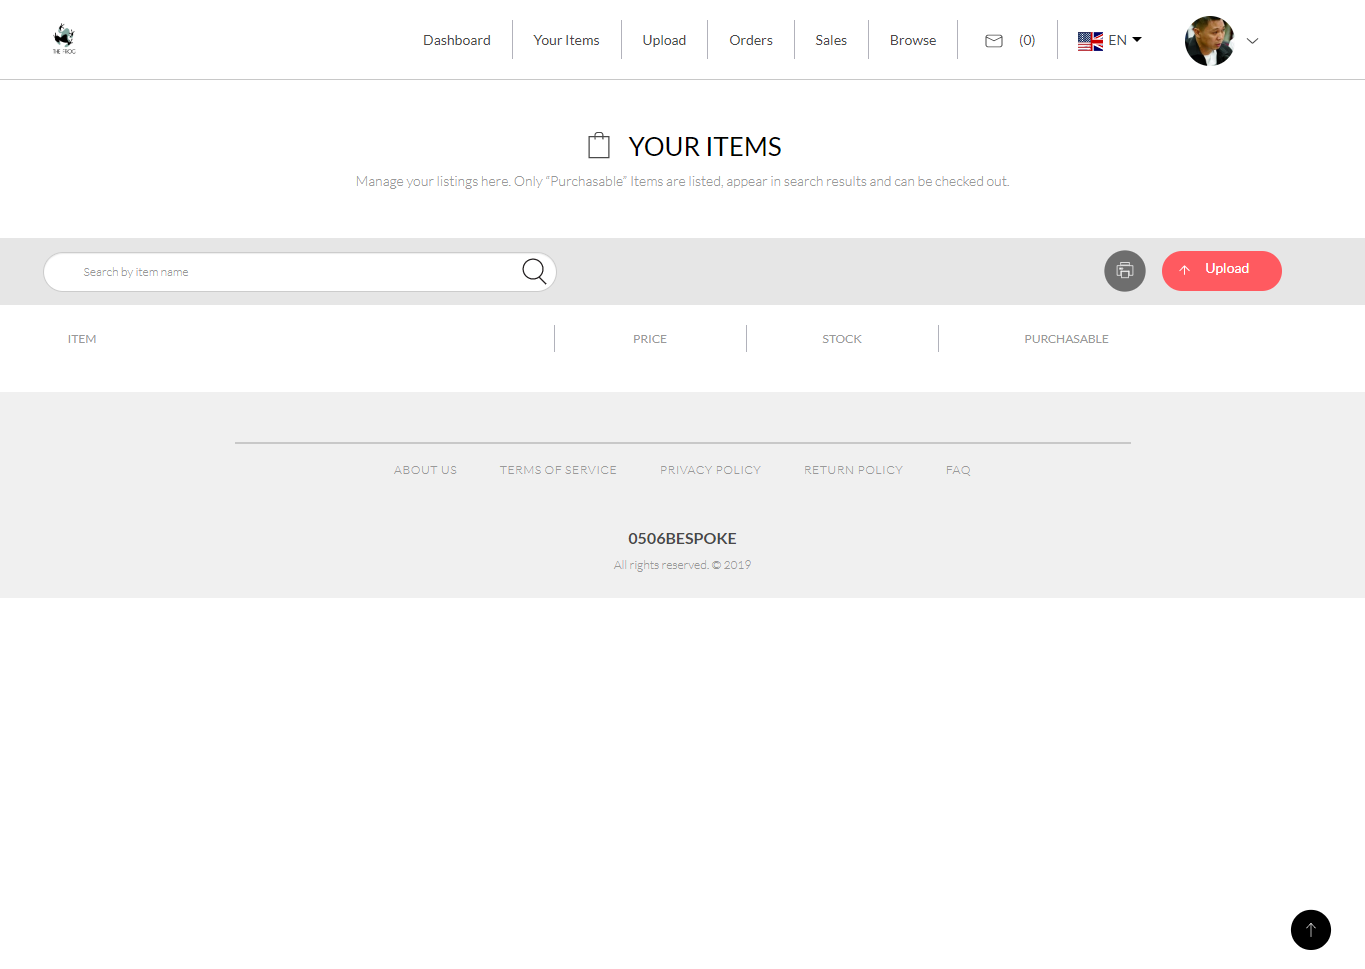 THE FROG
Dashboard
Your Items
Upload
Orders
Sales
Browse
(0)
EN
YOUR ITEMS
Manage your listings here. Only “Purchasable” Items are listed, appear in search results and can be checked out.
Search by item name
Upload
ITEM
PRICE
STOCK
PURCHASABLE
ABOUT US
TERMS OF SERVICE
PRIVACY POLICY
RETURN POLICY
FAQ
0506BESPOKE
All rights reserved. © 2019